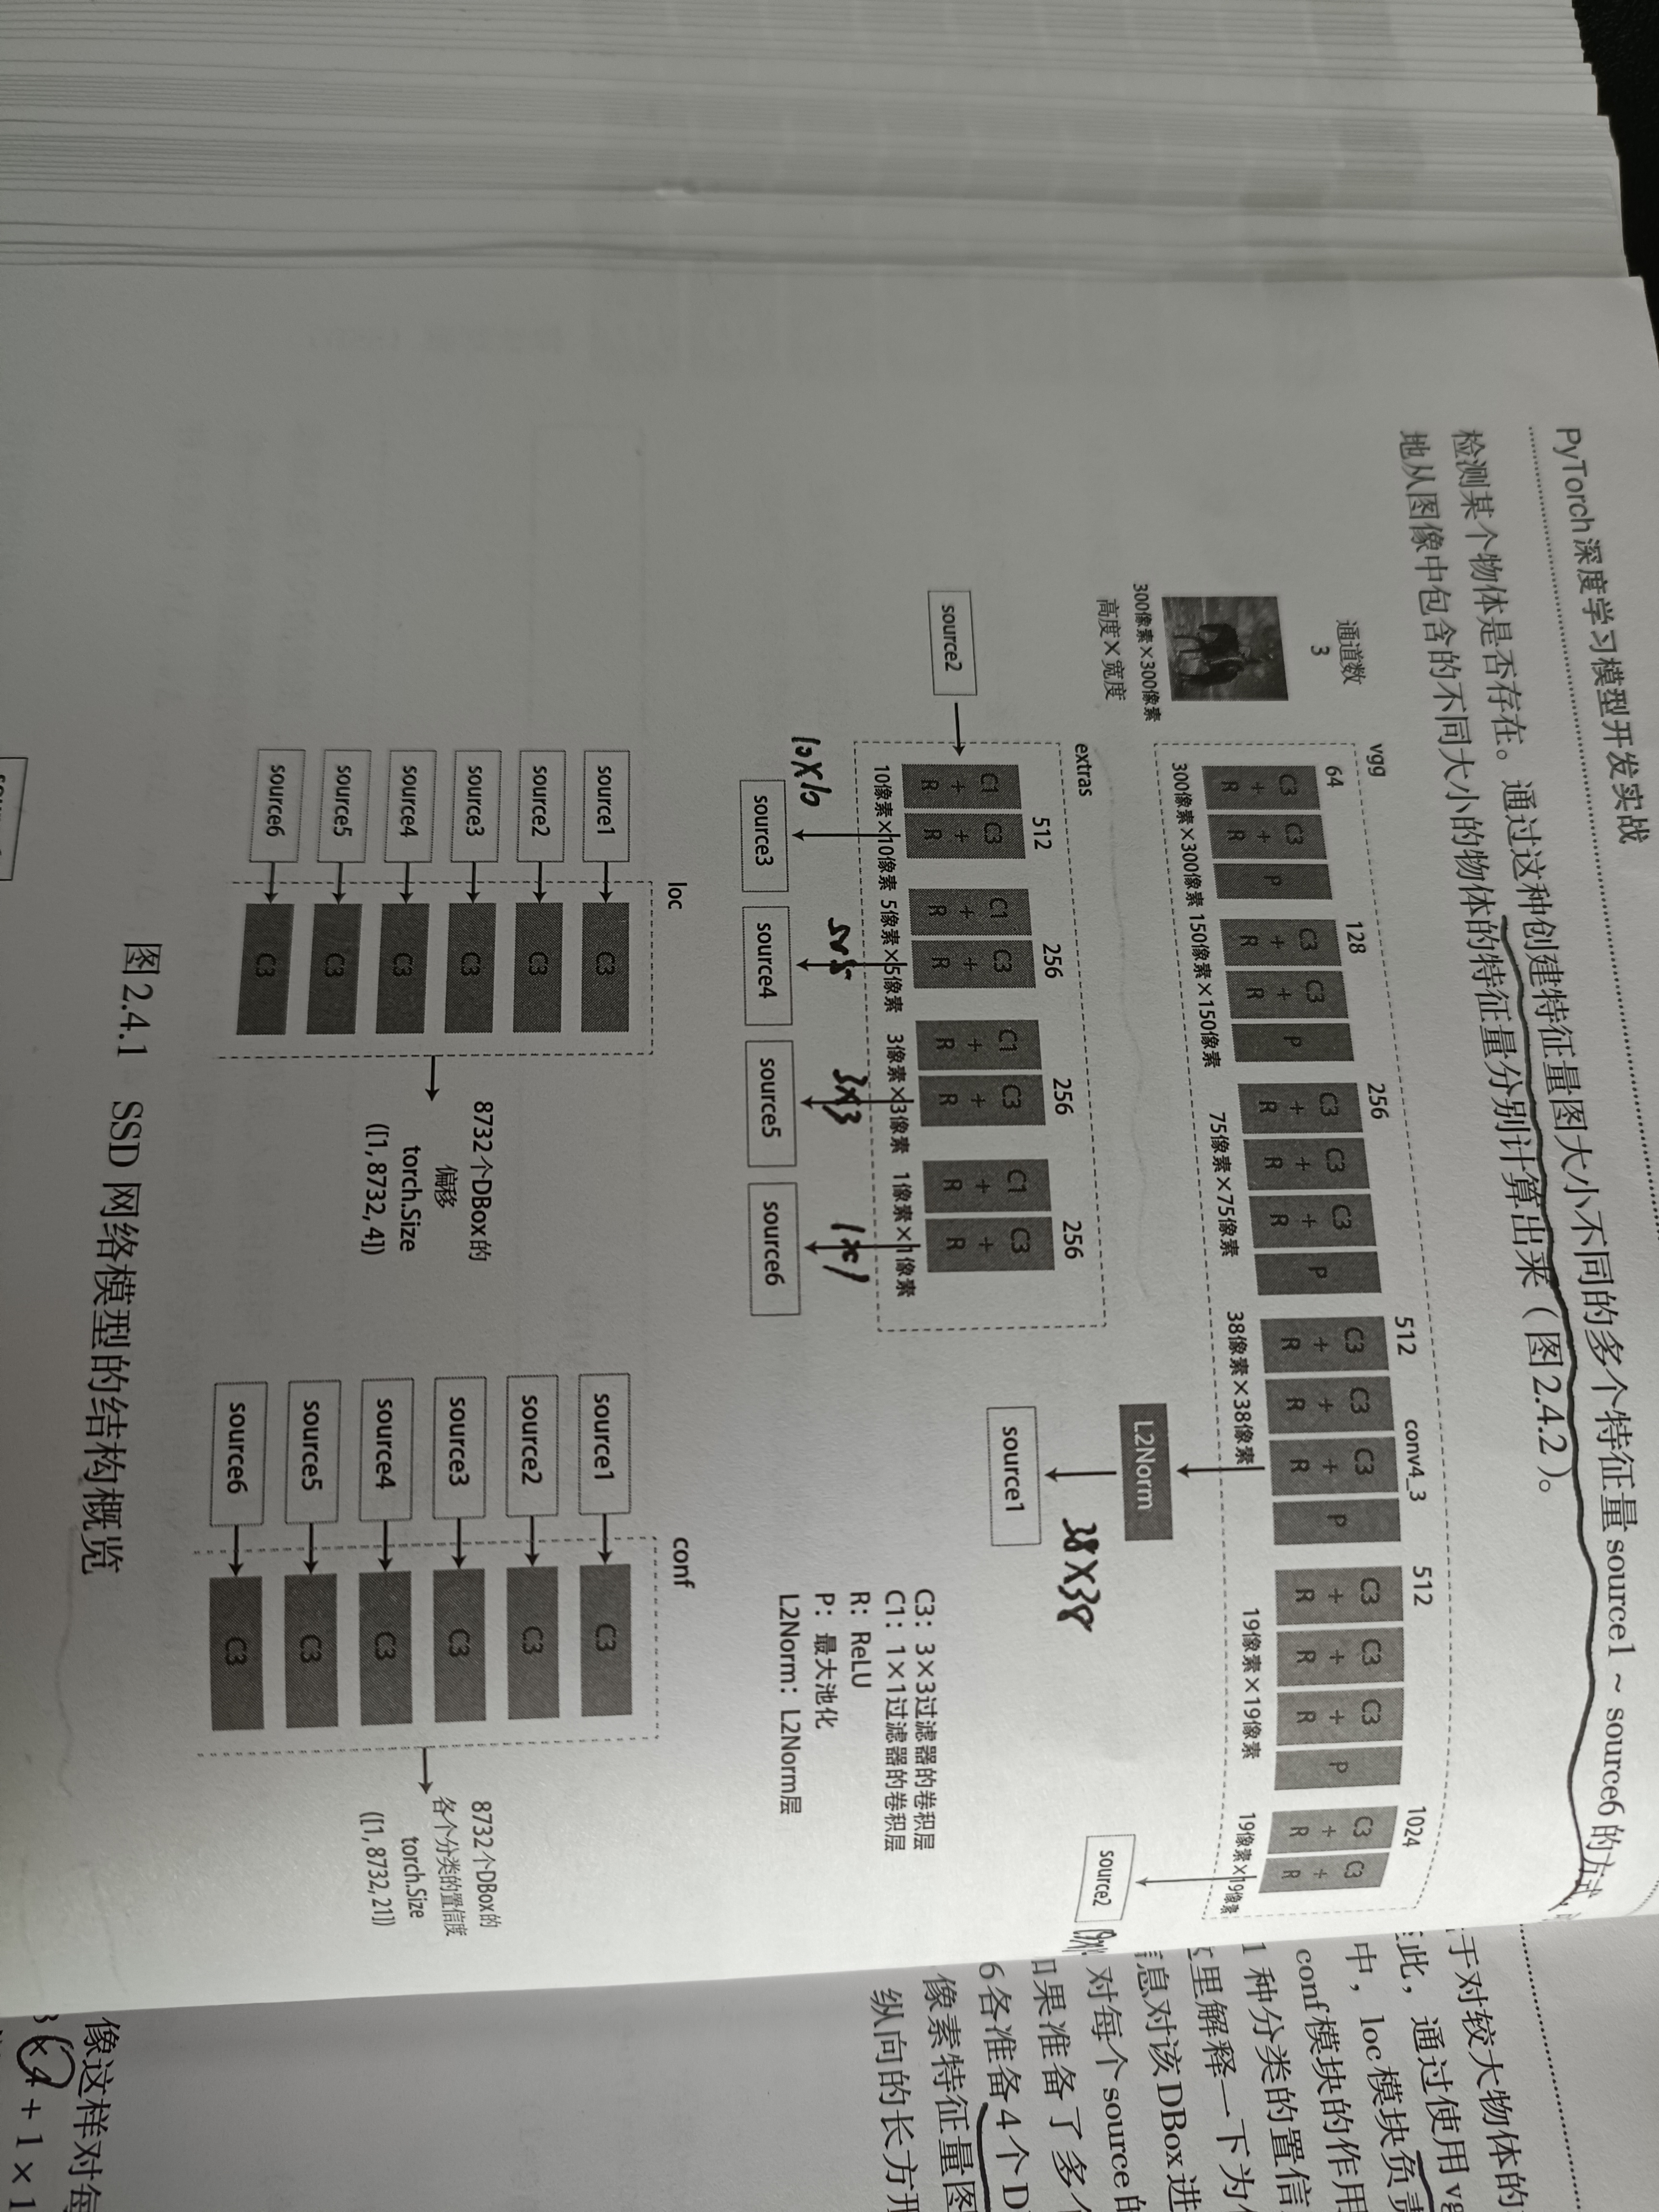 PyTorch深度学习模型开发实战
检测某个物体是否存在。通过这种创建特征量图大小不同的多个特征量source1 ~ source6的方式,
地从图像中包含的不同大小的物体的特征量分别计算出来（图2.4.2）。
通道数
3
300像素×300像素
高度×宽度
vgg
64
C3+R C3+R P
300像素×300像素
128
C3+R C3+R P
150像素×150像素
256
C3+R C3+R C3+R P
75像素×75像素
512 conv4_3
C3+R C3+R C3+R P
38像素×38像素
512
C3+R C3+R C3+R P
19像素×19像素
1024
C3+R C3+R
19像素×19像素
L2Norm
38X38
source1
source2
extras
source2
512
C1+R C3+R
10像素×10像素
256
C1+R C3+R
5像素×5像素
256
C1+R C3+R
3像素×3像素
256
C1+R C3+R
1像素×1像素
10X10
5x5
3X3
1x1
source3
source4
source5
source6
C3：3×3过滤器的卷积层
C1：1×1过滤器的卷积层
R：ReLU
P：最大池化
L2Norm：L2Norm层
loc
source1 C3
source2 C3
source3 C3
source4 C3
source5 C3
source6 C3
8732个DBox的
偏移
torch.Size
([1, 8732, 4])
conf
source1 C3
source2 C3
source3 C3
source4 C3
source5 C3
source6 C3
8732个DBox的
各个分类的置信度
torch.Size
([1, 8732, 21])
图2.4.1 SSD 网络模型的结构概览
于对较大物体的
此，通过使用vg
中，loc模块负责
conf模块的作用
1 种分类的置信
这里解释一下为什
信息对该DBox进
对每个source的
如果准备了多个
6各准备4个D
像素特征量图
纵向的长方形
像这样对每
3×4+1×1